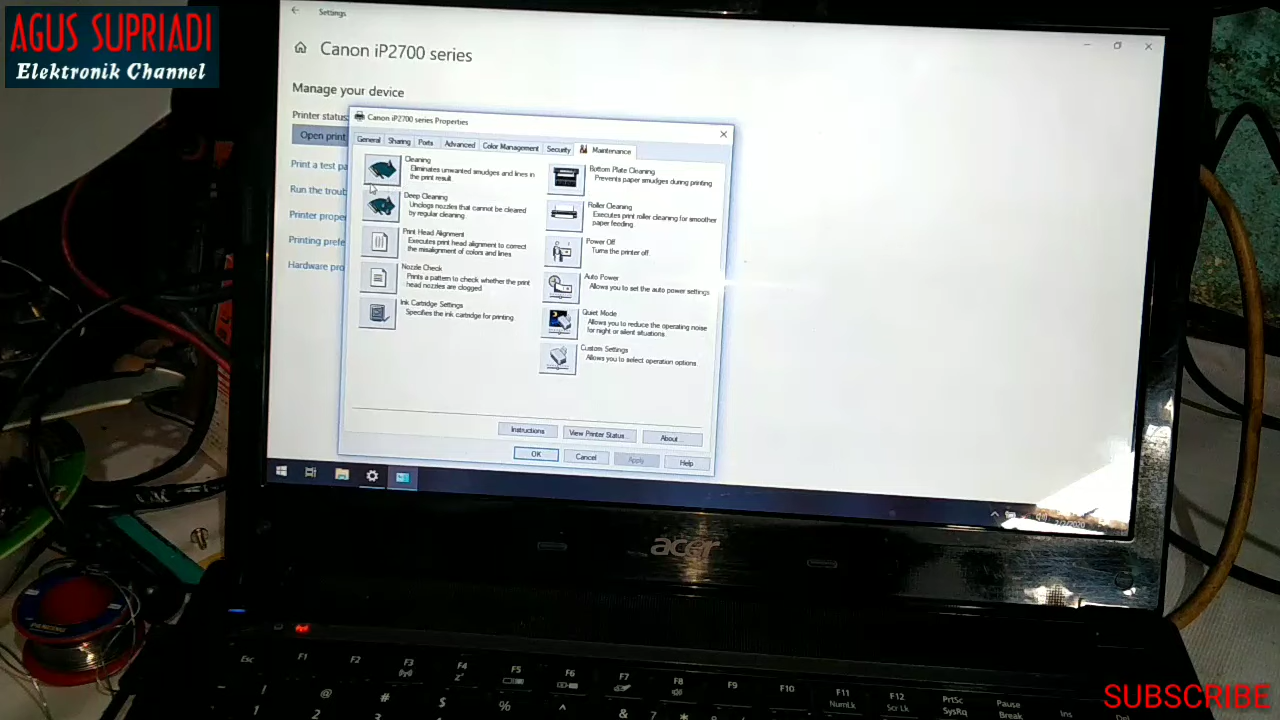 AGUS SUPRIADI
Elektronik Channel
Settings
Canon iP2700 series
Manage your device
Printer status:
Open print
Print a test pa
Run the troub
Printer proper
Printing prefe
Hardware pro
Canon iP2700 series Properties
General Sharing Ports Advanced Color Management Security Maintenance
Cleaning
Eliminates unwanted smudges and lines in
the print result.
Deep Cleaning
Unclogs nozzles that cannot be cleared
by regular cleaning.
Print Head Alignment
Executes print head alignment to correct
the misalignment of colors and lines
Nozzle Check
Prints a pattern to check whether the print
head nozzles are clogged
Ink Cartridge Settings
Specifies the ink cartridge for printing
Bottom Plate Cleaning
Prevents paper smudges during printing
Roller Cleaning
Executes print roller cleaning for smoother
paper feeding
Power Off
Turns the printer off.
Auto Power
Allows you to set the auto power settings
Quiet Mode
Allows you to reduce the operating noise
for night or silent situations.
Custom Settings
Allows you to select operation options
Instructions View Printer Status... About...
OK Cancel Apply Help
acer
Esc F1 F2 F3 F4 F5 F6 F7 F8 F9 F10 F11 F12 PrtSc Pause Ins Del
NumLk Scr Lk SysRq Break
! @ # $ % ^ & *
2 3 7
SUBSCRIBE